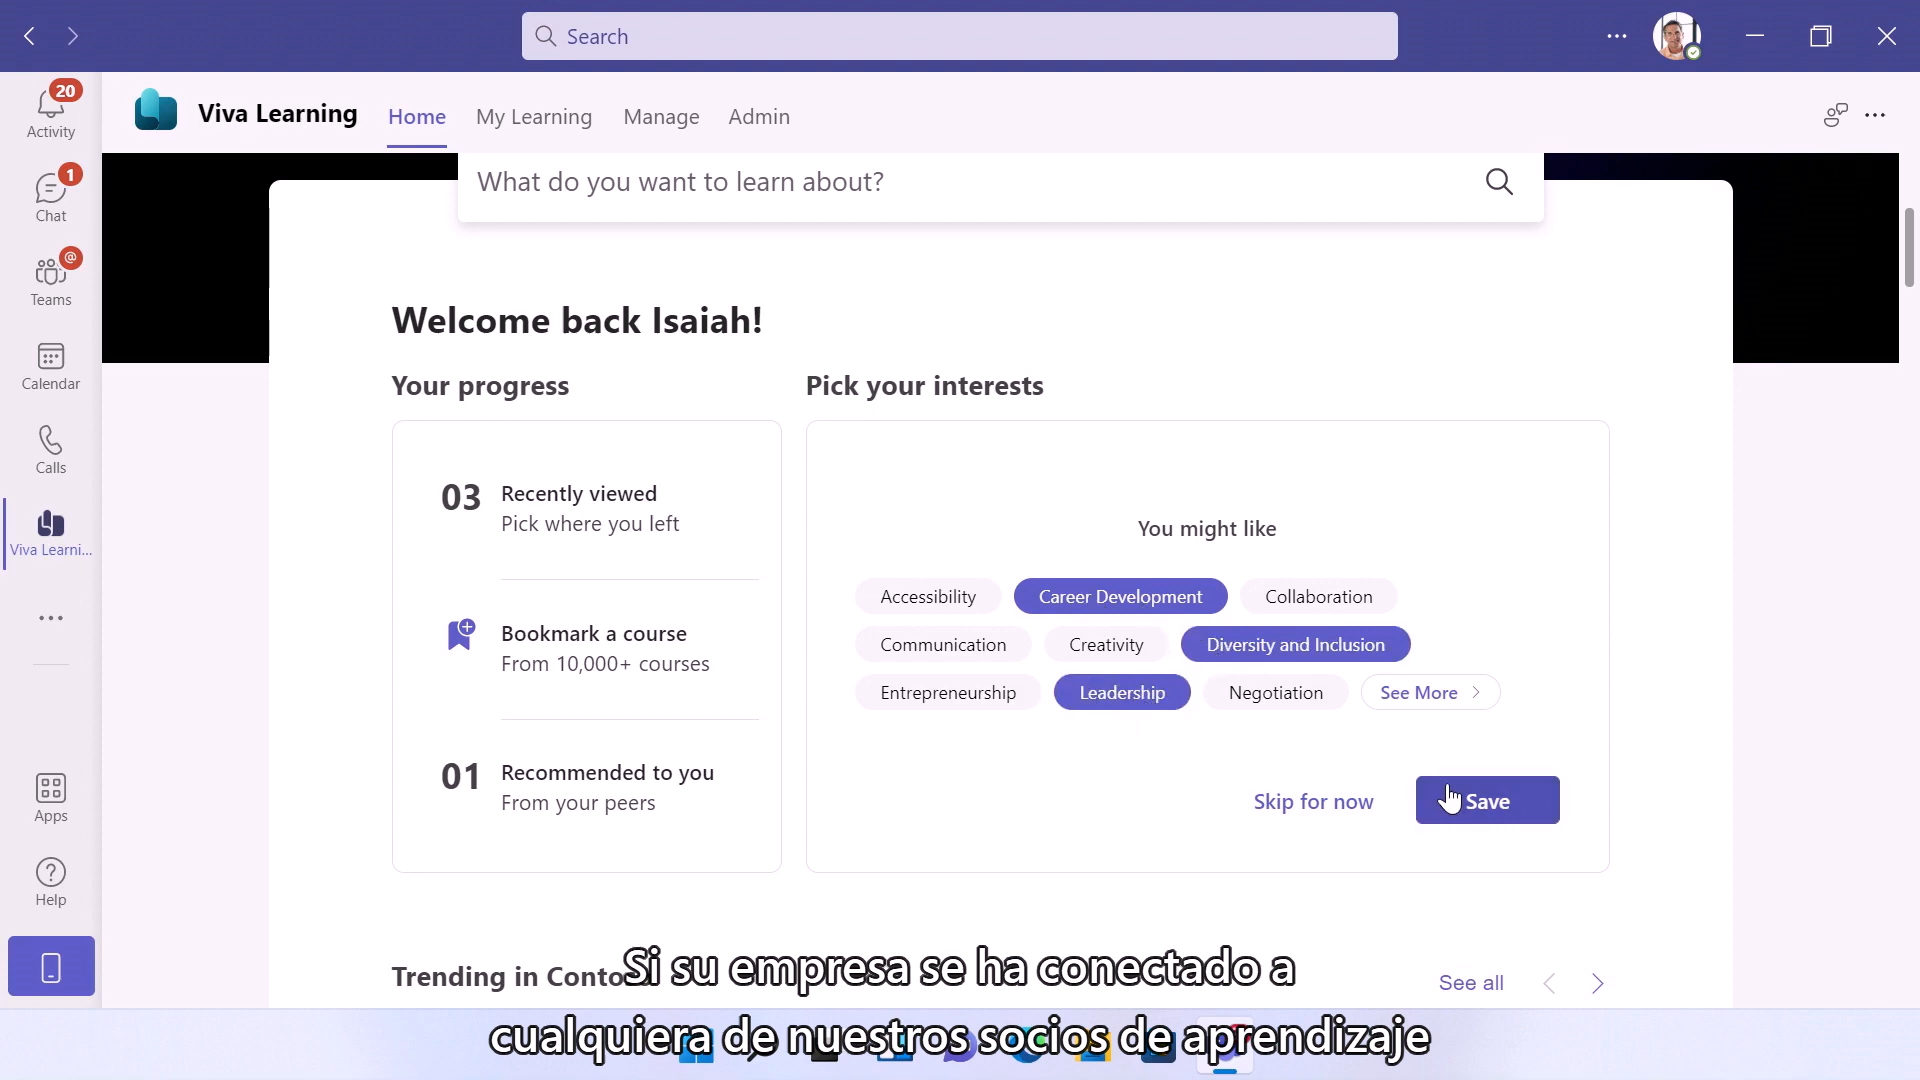 Search
20
Activity
1
Chat
@
Teams
Calendar
Calls
Viva Learni...
Apps
Help
Viva Learning
Home
My Learning
Manage
Admin
What do you want to learn about?
Welcome back Isaiah!
Your progress
03
Recently viewed
Pick where you left
Bookmark a course
From 10,000+ courses
01
Recommended to you
From your peers
Pick your interests
You might like
Accessibility
Career Development
Collaboration
Communication
Creativity
Diversity and Inclusion
Entrepreneurship
Leadership
Negotiation
See More
Skip for now
Save
Trending in
See all
Si su empresa se ha conectado a
cualquiera de nuestros socios de aprendizaje